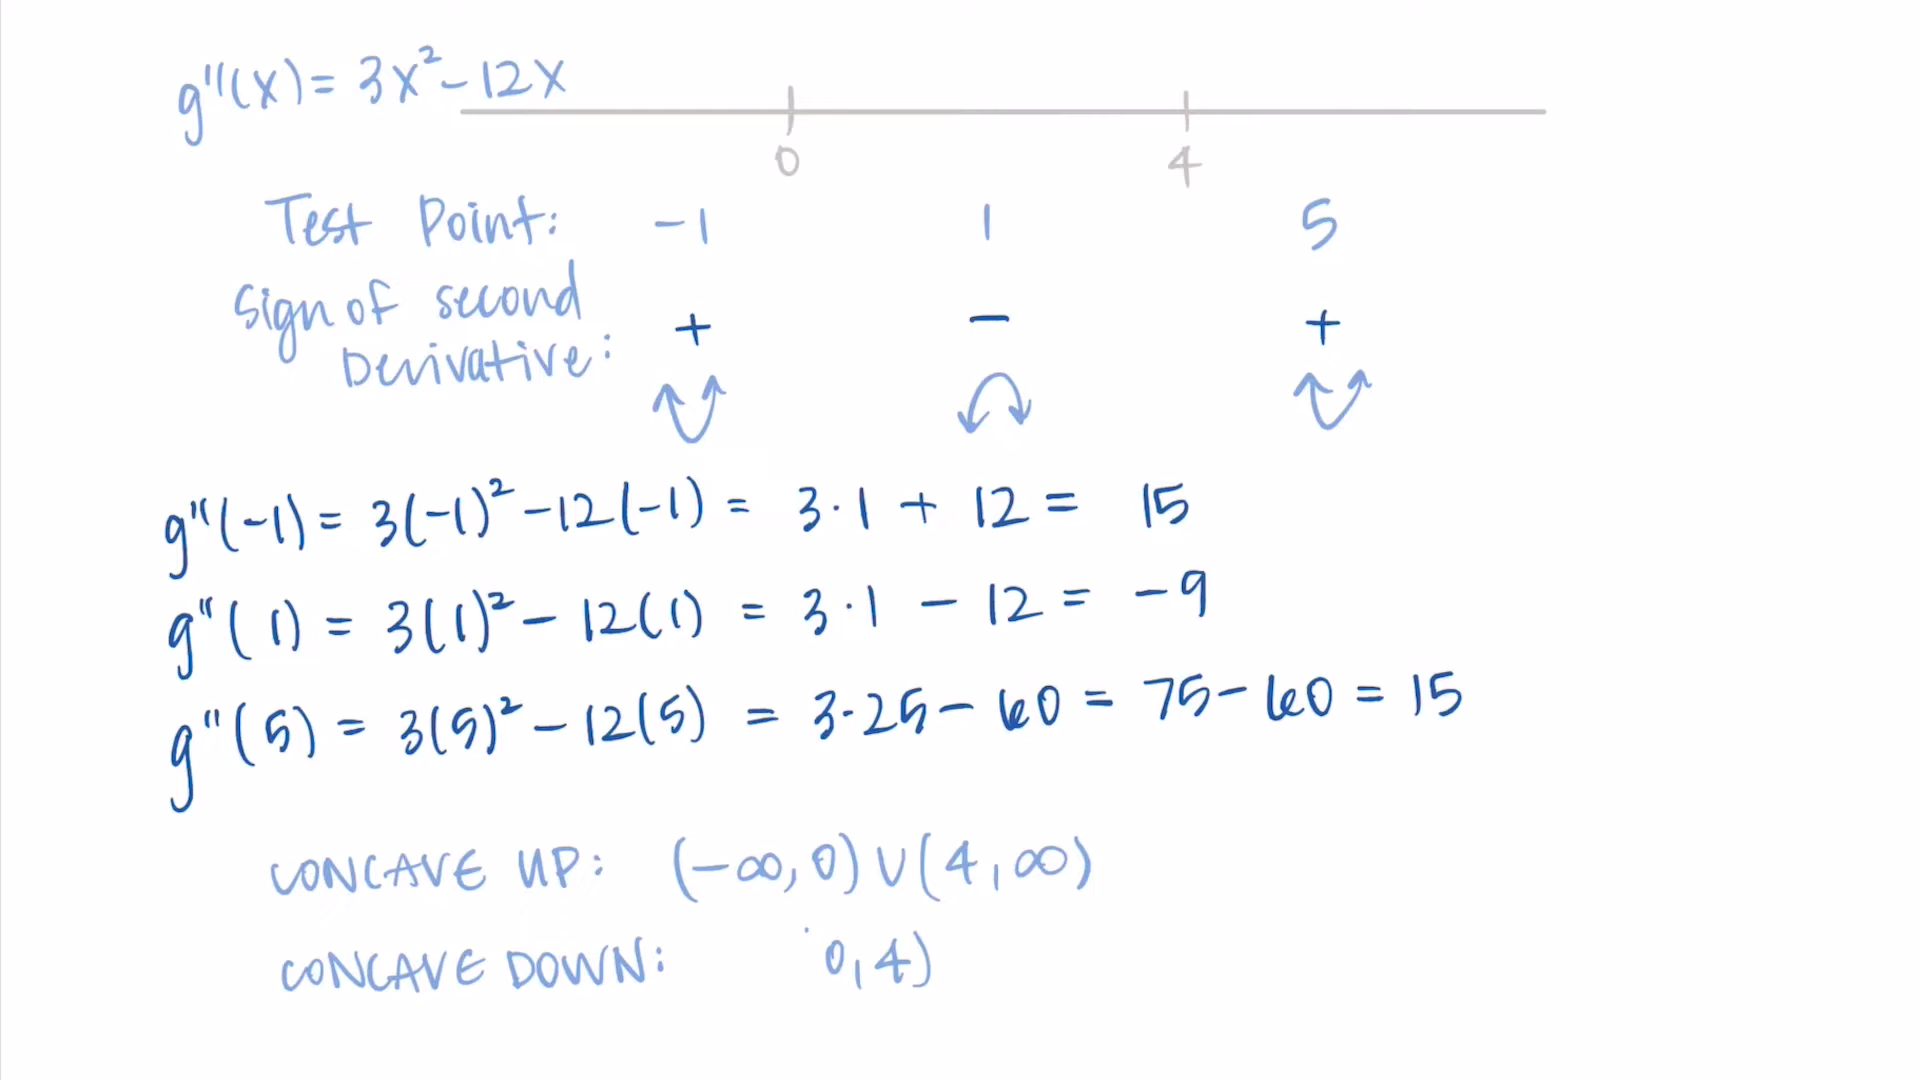 g''(x) = 3x² - 12x
0 4
Test Point: -1 1 5
Sign of second
Derivative: + - +
g''(-1) = 3(-1)² - 12(-1) = 3·1 + 12 = 15
g''(1) = 3(1)² - 12(1) = 3·1 - 12 = -9
g''(5) = 3(5)² - 12(5) = 3·25 - 60 = 75 - 60 = 15
CONCAVE UP: (-∞, 0) ∪ (4, ∞)
CONCAVE DOWN: 0, 4)